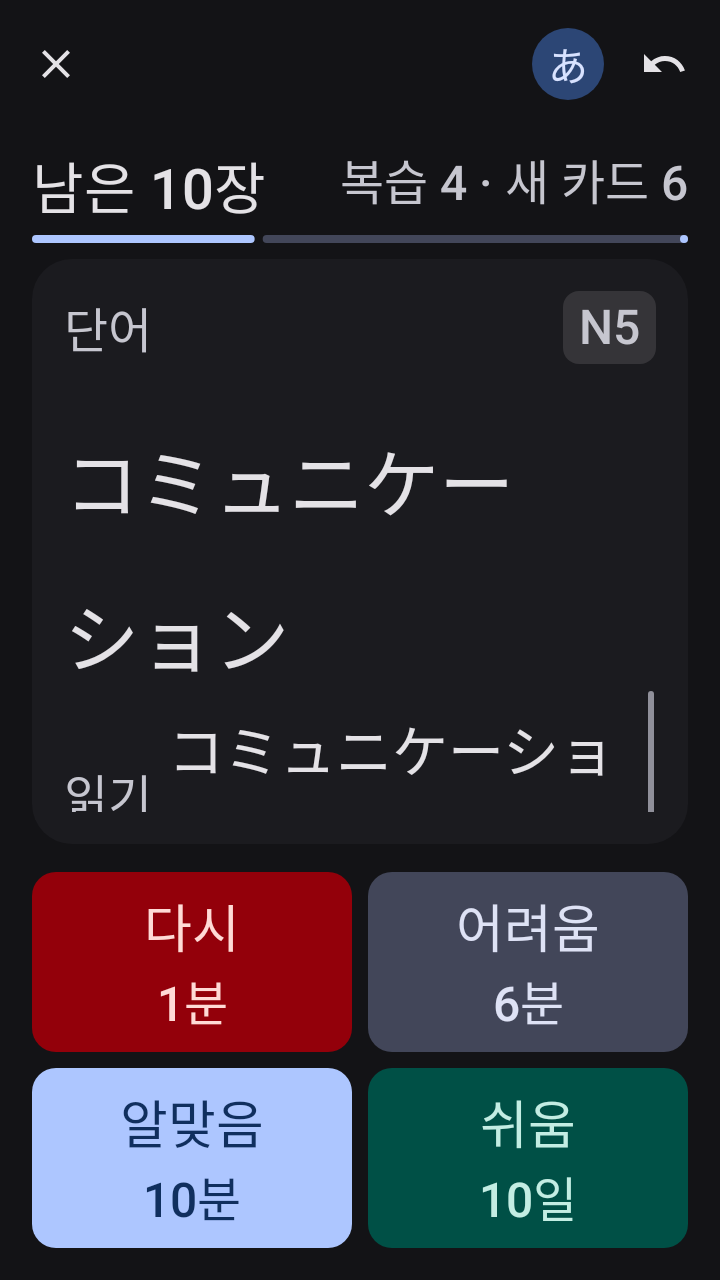 あ
남은 10장
복습 4 · 새 카드 6
단어
N5
コミュニケー
ション
コミュニケーショ
읽기
다시
1분
어려움
6분
알맞음
10분
쉬움
10일